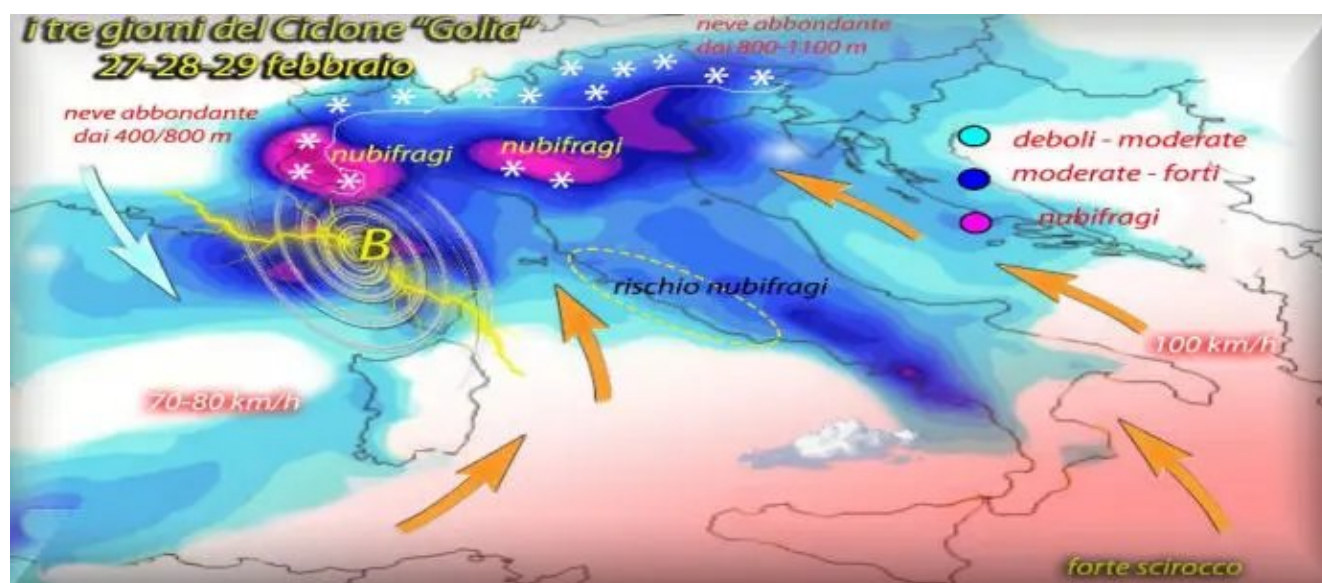 i tre giorni del Ciclone "Golia"
27-28-29 febbraio
neve abbondante
dai 800-1100 m
neve abbondante
dai 400/800 m
nubifragi
nubifragi
deboli - moderate
moderate - forti
nubifragi
B
rischio nubifragi
100 km/h
70-80 km/h
forte scirocco